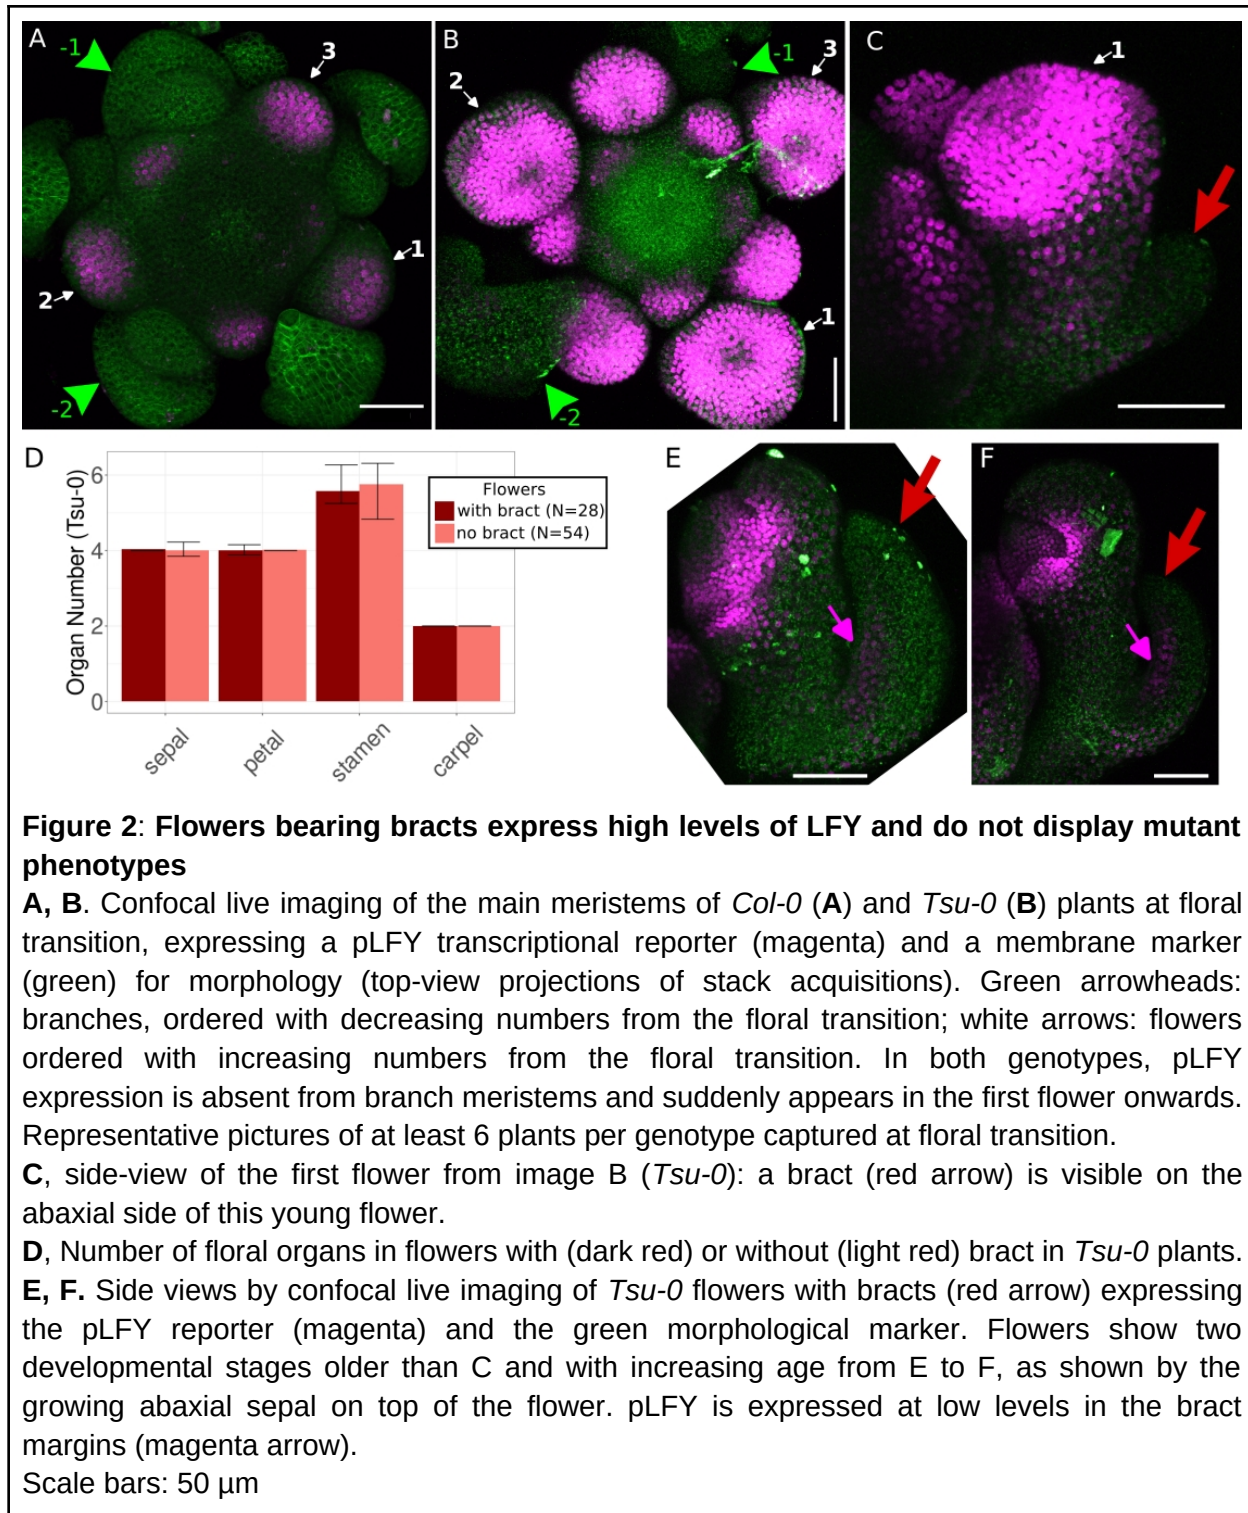 A
-1
3
1
2
-2
B
-1
3
2
1
-2
C
1
D
Organ Number (Tsu-0)
6
4
2
0
sepal
petal
stamen
carpel
Flowers
with bract (N=28)
no bract (N=54)
E
F
Figure 2: Flowers bearing bracts express high levels of LFY and do not display mutant
phenotypes
A, B. Confocal live imaging of the main meristems of Col-0 (A) and Tsu-0 (B) plants at floral
transition, expressing a pLFY transcriptional reporter (magenta) and a membrane marker
(green) for morphology (top-view projections of stack acquisitions). Green arrowheads:
branches, ordered with decreasing numbers from the floral transition; white arrows: flowers
ordered with increasing numbers from the floral transition. In both genotypes, pLFY
expression is absent from branch meristems and suddenly appears in the first flower onwards.
Representative pictures of at least 6 plants per genotype captured at floral transition.
C, side-view of the first flower from image B (Tsu-0): a bract (red arrow) is visible on the
abaxial side of this young flower.
D, Number of floral organs in flowers with (dark red) or without (light red) bract in Tsu-0 plants.
E, F. Side views by confocal live imaging of Tsu-0 flowers with bracts (red arrow) expressing
the pLFY reporter (magenta) and the green morphological marker. Flowers show two
developmental stages older than C and with increasing age from E to F, as shown by the
growing abaxial sepal on top of the flower. pLFY is expressed at low levels in the bract
margins (magenta arrow).
Scale bars: 50 µm